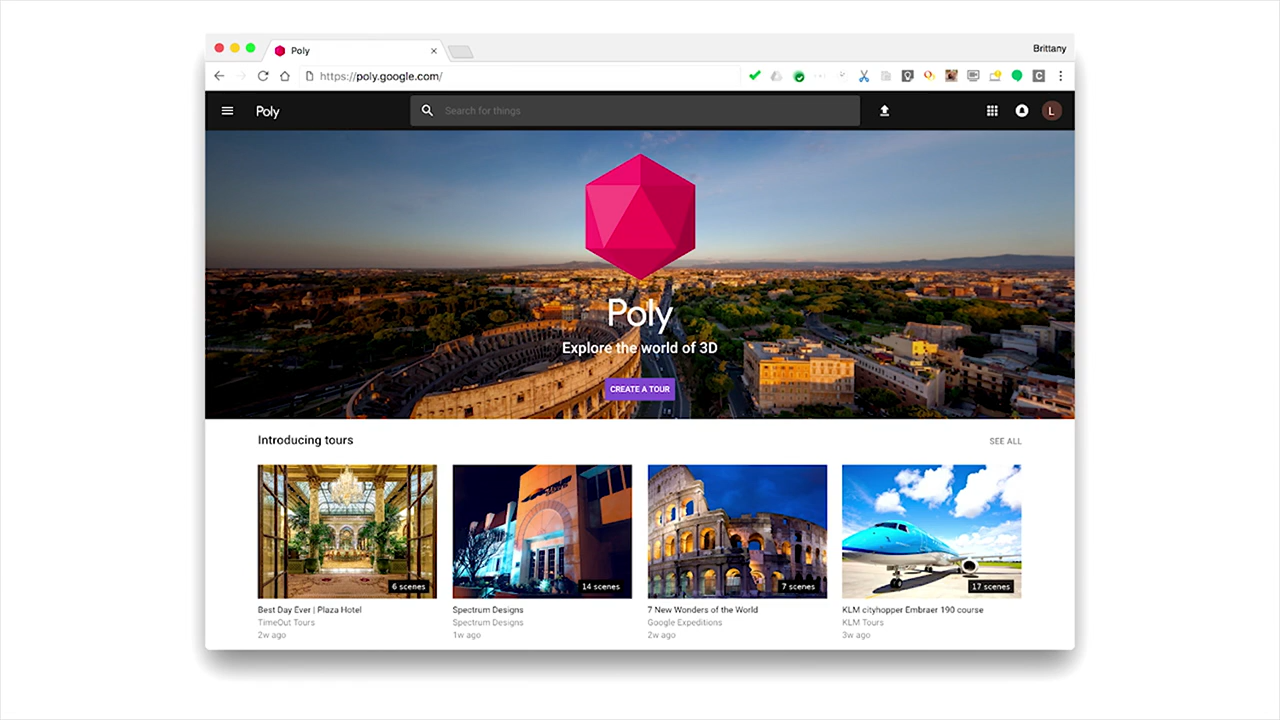 Poly
Brittany
https://poly.google.com/
Poly
Search for things
L
Poly
Explore the world of 3D
CREATE A TOUR
Introducing tours
SEE ALL
6 scenes
14 scenes
7 scenes
17 scenes
Best Day Ever | Plaza Hotel
TimeOut Tours
2w ago
Spectrum Designs
Spectrum Designs
1w ago
7 New Wonders of the World
Google Expeditions
2w ago
KLM cityhopper Embraer 190 course
KLM Tours
3w ago